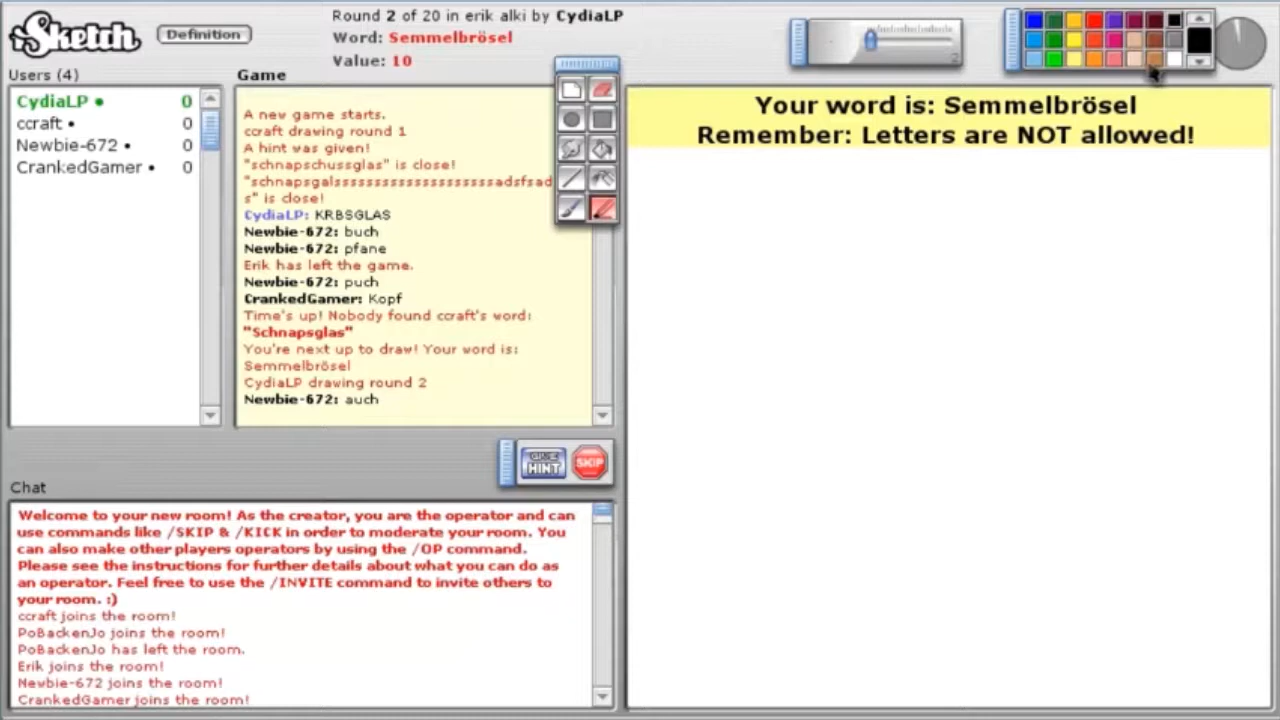 iSketch
Definition
Round 2 of 20 in erik alki by CydiaLP
Word: Semmelbrösel
Value: 10
2
Users (4)
CydiaLP • 0
ccraft • 0
Newbie-672 • 0
CrankedGamer • 0
Game
A new game starts.
ccraft drawing round 1
A hint was given!
"schnapschussglas" is close!
"schnapsgalsssssssssssssssssssssadsfsad
s" is close!
CydiaLP: KRBSGLAS
Newbie-672: buch
Newbie-672: pfane
Erik has left the game.
Newbie-672: puch
CrankedGamer: Kopf
Time's up! Nobody found ccraft's word:
"Schnapsglas"
You're next up to draw! Your word is:
Semmelbrösel
CydiaLP drawing round 2
Newbie-672: auch
Your word is: Semmelbrösel
Remember: Letters are NOT allowed!
GIVE
HINT
SKIP
Chat
Welcome to your new room! As the creator, you are the operator and can
use commands like /SKIP & /KICK in order to moderate your room. You
can also make other players operators by using the /OP command.
Please see the instructions for further details about what you can do as
an operator. Feel free to use the /INVITE command to invite others to
your room. :)
ccraft joins the room!
PoBackenJo joins the room!
PoBackenJo has left the room.
Erik joins the room!
Newbie-672 joins the room!
CrankedGamer joins the room!